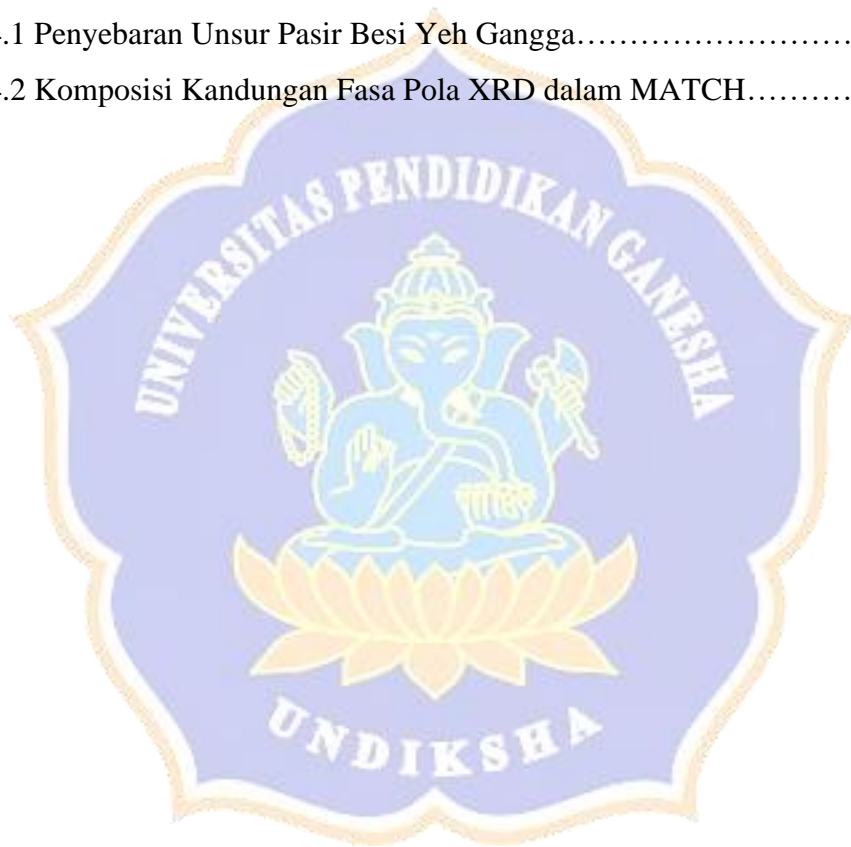 .1 Penyebaran Unsur Pasir Besi Yeh Gangga……………………….
.2 Komposisi Kandungan Fasa Pola XRD dalam MATCH……….
UNIVERSITAS PENDIDIKAN GANESHA
UNDIKSHA